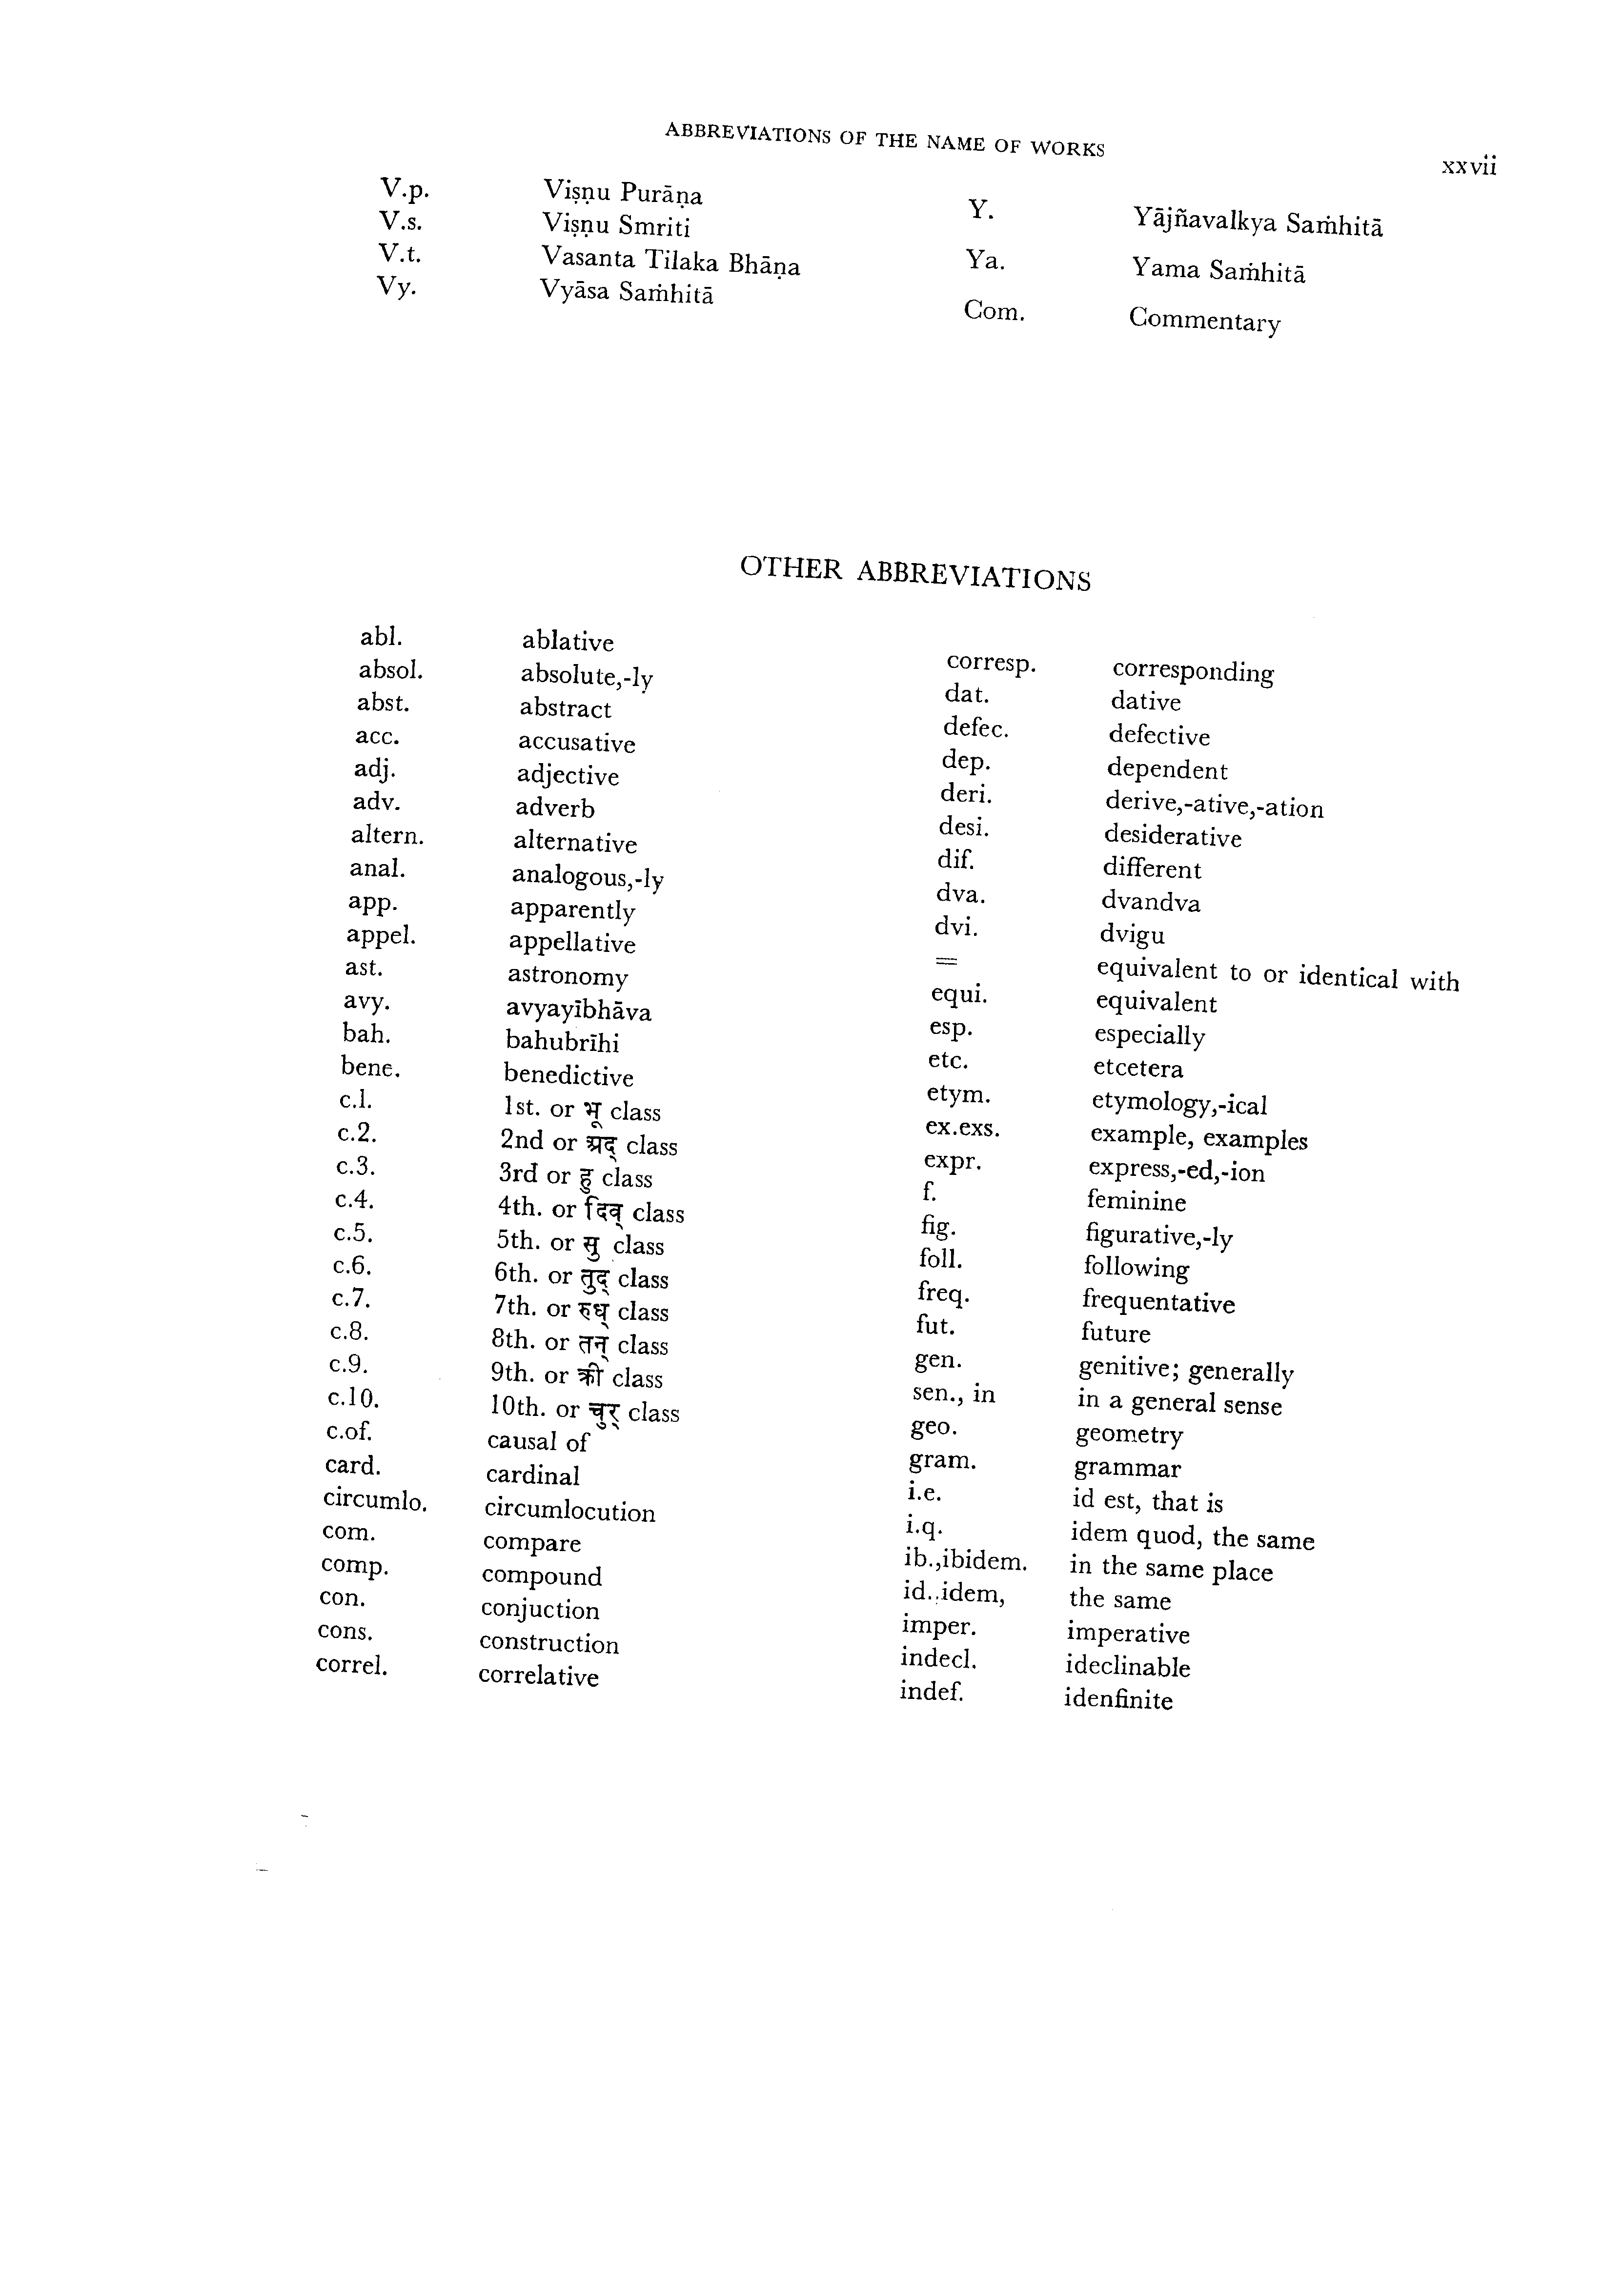 ABBREVIATIONS OF THE NAME OF WORKS
xxvii
V.p. Viṣṇu Purāṇa
V.s. Viṣṇu Smriti
V.t. Vasanta Tilaka Bhāṇa
Vy. Vyāsa Saṁhitā
Y. Yājñavalkya Saṁhitā
Ya. Yama Saṁhitā
Com. Commentary
OTHER ABBREVIATIONS
abl. ablative
absol. absolute,-ly
abst. abstract
acc. accusative
adj. adjective
adv. adverb
altern. alternative
anal. analogous,-ly
app. apparently
appel. appellative
ast. astronomy
avy. avyayībhāva
bah. bahubrīhi
bene. benedictive
c.l. 1st. or भू class
c.2. 2nd or अद् class
c.3. 3rd or हु class
c.4. 4th. or दिव् class
c.5. 5th. or सु class
c.6. 6th. or तुद् class
c.7. 7th. or रुध् class
c.8. 8th. or तन् class
c.9. 9th. or क्री class
c.10. 10th. or चुर् class
c.of. causal of
card. cardinal
circumlo. circumlocution
com. compare
comp. compound
con. conjuction
cons. construction
correl. correlative
corresp. corresponding
dat. dative
defec. defective
dep. dependent
deri. derive,-ative,-ation
desi. desiderative
dif. different
dva. dvandva
dvi. dvigu
= equivalent to or identical with
equi. equivalent
esp. especially
etc. etcetera
etym. etymology,-ical
ex.exs. example, examples
expr. express,-ed,-ion
f. feminine
fig. figurative,-ly
foll. following
freq. frequentative
fut. future
gen. genitive; generally
sen., in in a general sense
geo. geometry
gram. grammar
i.e. id est, that is
i.q. idem quod, the same
ib.,ibidem. in the same place
id.,idem, the same
imper. imperative
indecl. ideclinable
indef. idenfinite